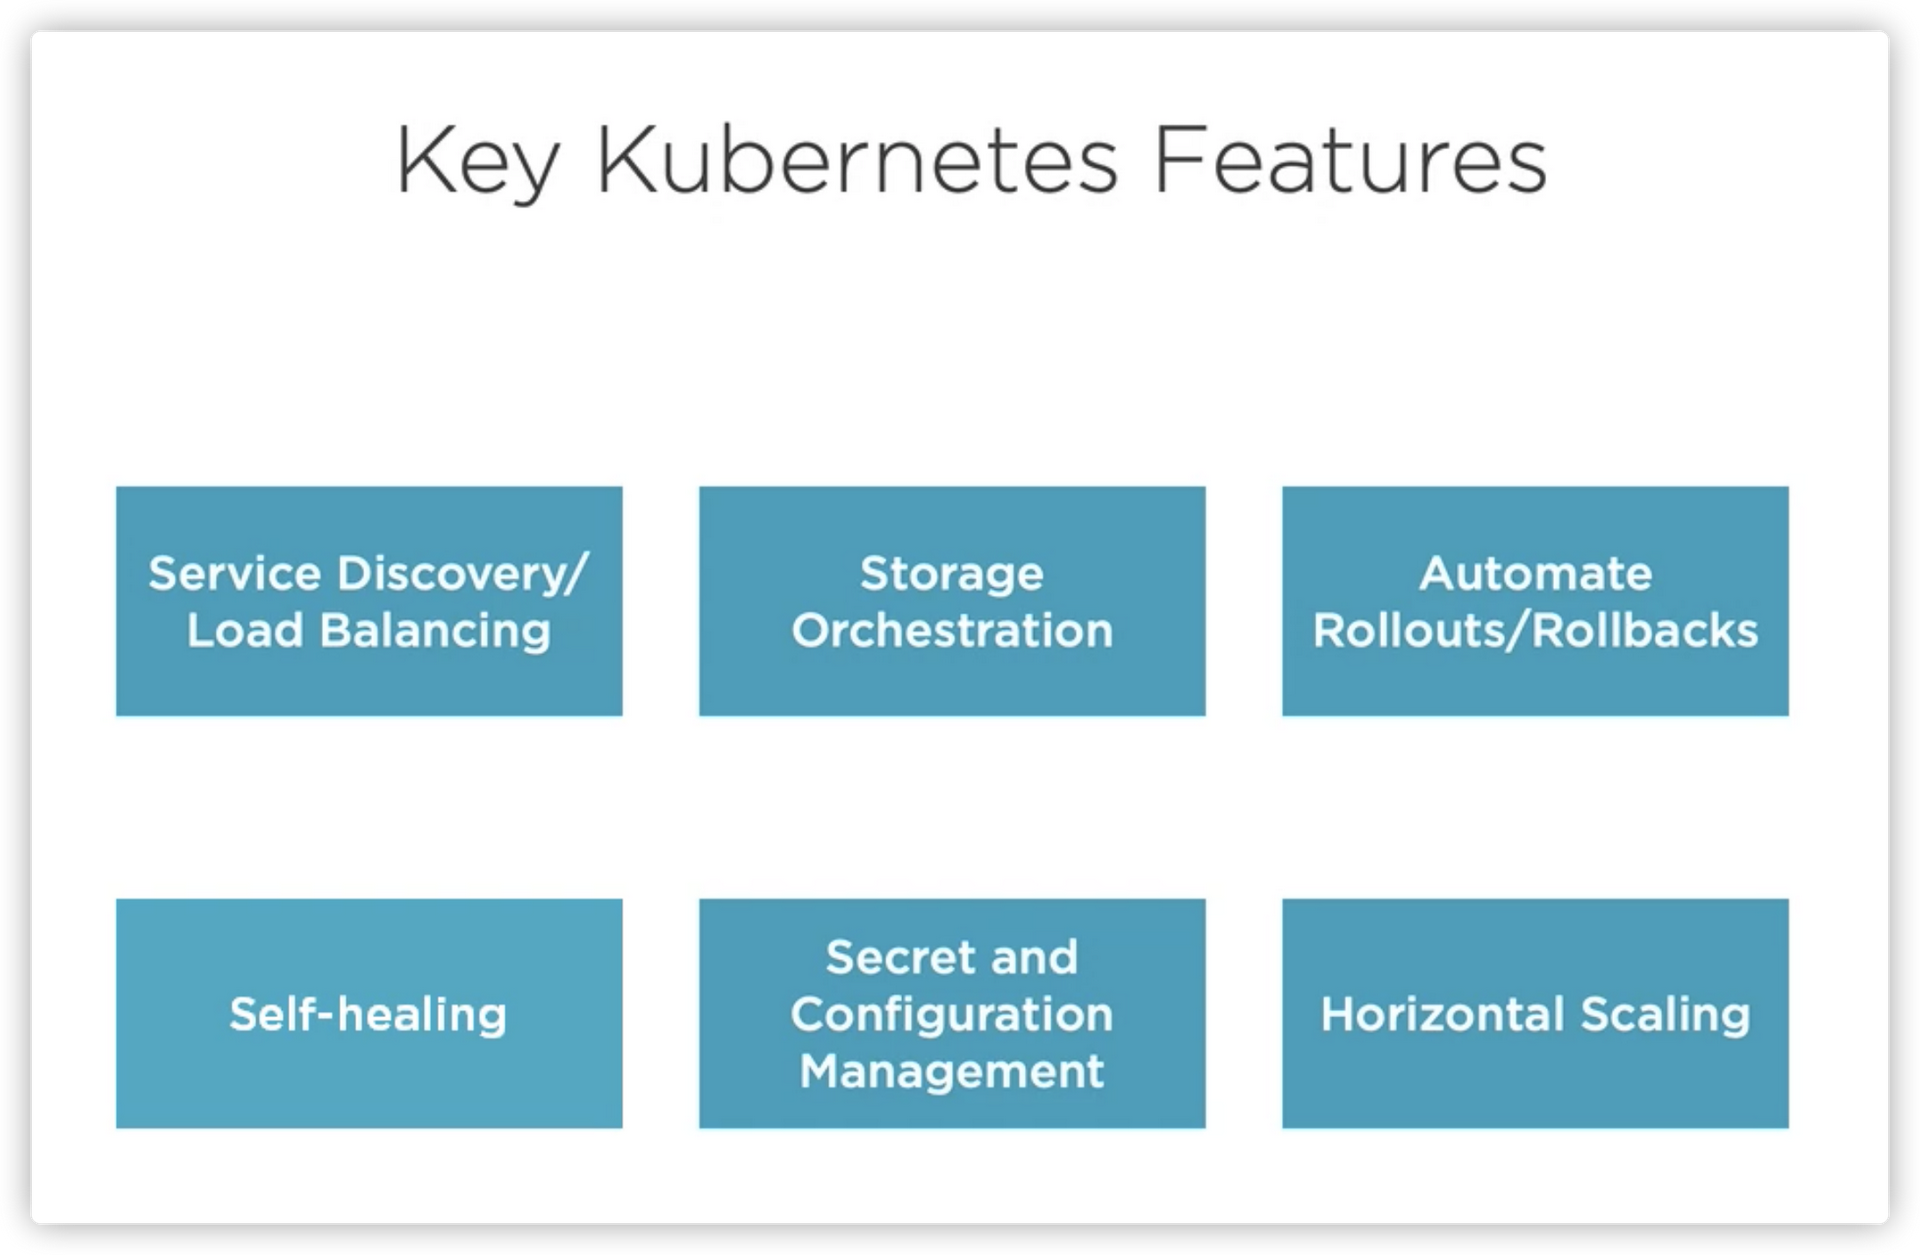 Key Kubernetes Features
Service Discovery/
Load Balancing
Storage
Orchestration
Automate
Rollouts/Rollbacks
Self-healing
Secret and
Configuration
Management
Horizontal Scaling